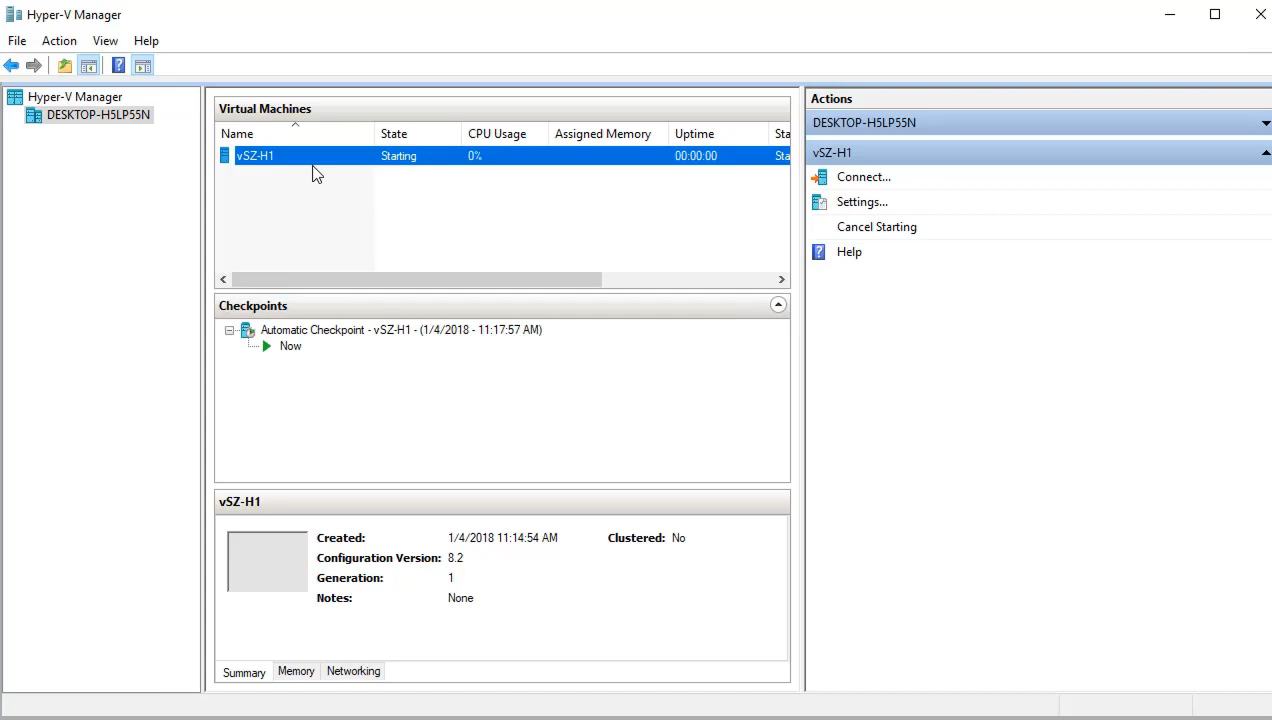 Hyper-V Manager
File Action View Help
Hyper-V Manager
DESKTOP-H5LP55N
Virtual Machines
Name State CPU Usage Assigned Memory Uptime Sta
vSZ-H1 Starting 0% 00:00:00 Sta
Checkpoints
Automatic Checkpoint - vSZ-H1 - (1/4/2018 - 11:17:57 AM)
Now
vSZ-H1
Created: 1/4/2018 11:14:54 AM Clustered: No
Configuration Version: 8.2
Generation: 1
Notes: None
Summary Memory Networking
Actions
DESKTOP-H5LP55N
vSZ-H1
Connect...
Settings...
Cancel Starting
Help